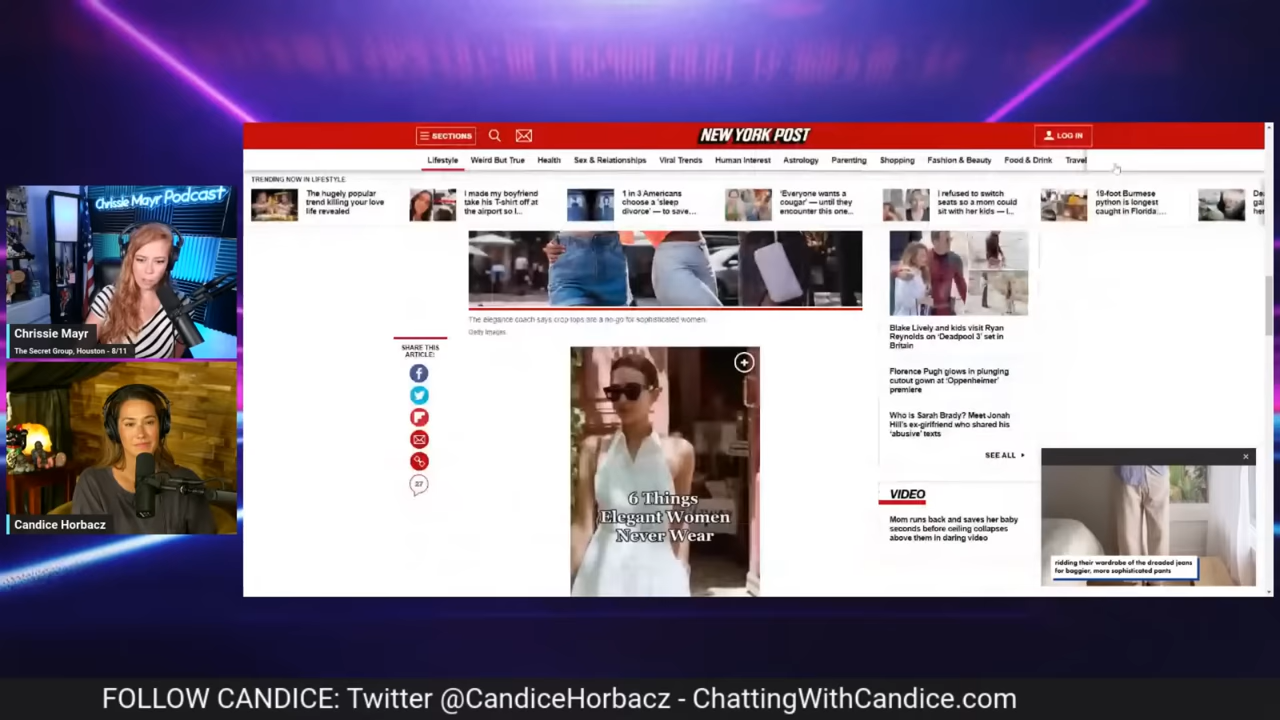 Chrissie Mayr Podcast
Chrissie Mayr
The Secret Group, Houston - 8/11
Candice Horbacz
SECTIONS
NEW YORK POST
LOG IN
Lifestyle Weird But True Health Sex & Relationships Viral Trends Human Interest Astrology Parenting Shopping Fashion & Beauty Food & Drink Travel
TRENDING NOW IN LIFESTYLE
The hugely popular
trend killing your love
life revealed
I made my boyfriend
take his T-shirt off at
the airport so I...
1 in 3 Americans
choose a 'sleep
divorce' — to save...
'Everyone wants a
cougar' — until they
encounter this one...
I refused to switch
seats so a mom could
sit with her kids — I...
19-foot Burmese
python is longest
caught in Florida:...
The elegance coach says crop tops are a no-go for sophisticated women.
Getty Images
SHARE THIS
ARTICLE:
37
6 Things
Elegant Women
Never Wear
Blake Lively and kids visit Ryan
Reynolds on 'Deadpool 3' set in
Britain
Florence Pugh glows in plunging
cutout gown at 'Oppenheimer'
premiere
Who is Sarah Brady? Meet Jonah
Hill's ex-girlfriend who shared his
'abusive' texts
SEE ALL
VIDEO
Mom runs back and saves her baby
seconds before ceiling collapses
above them in daring video
ridding their wardrobe of the dreaded jeans
for baggier, more sophisticated pants
FOLLOW CANDICE: Twitter @CandiceHorbacz - ChattingWithCandice.com